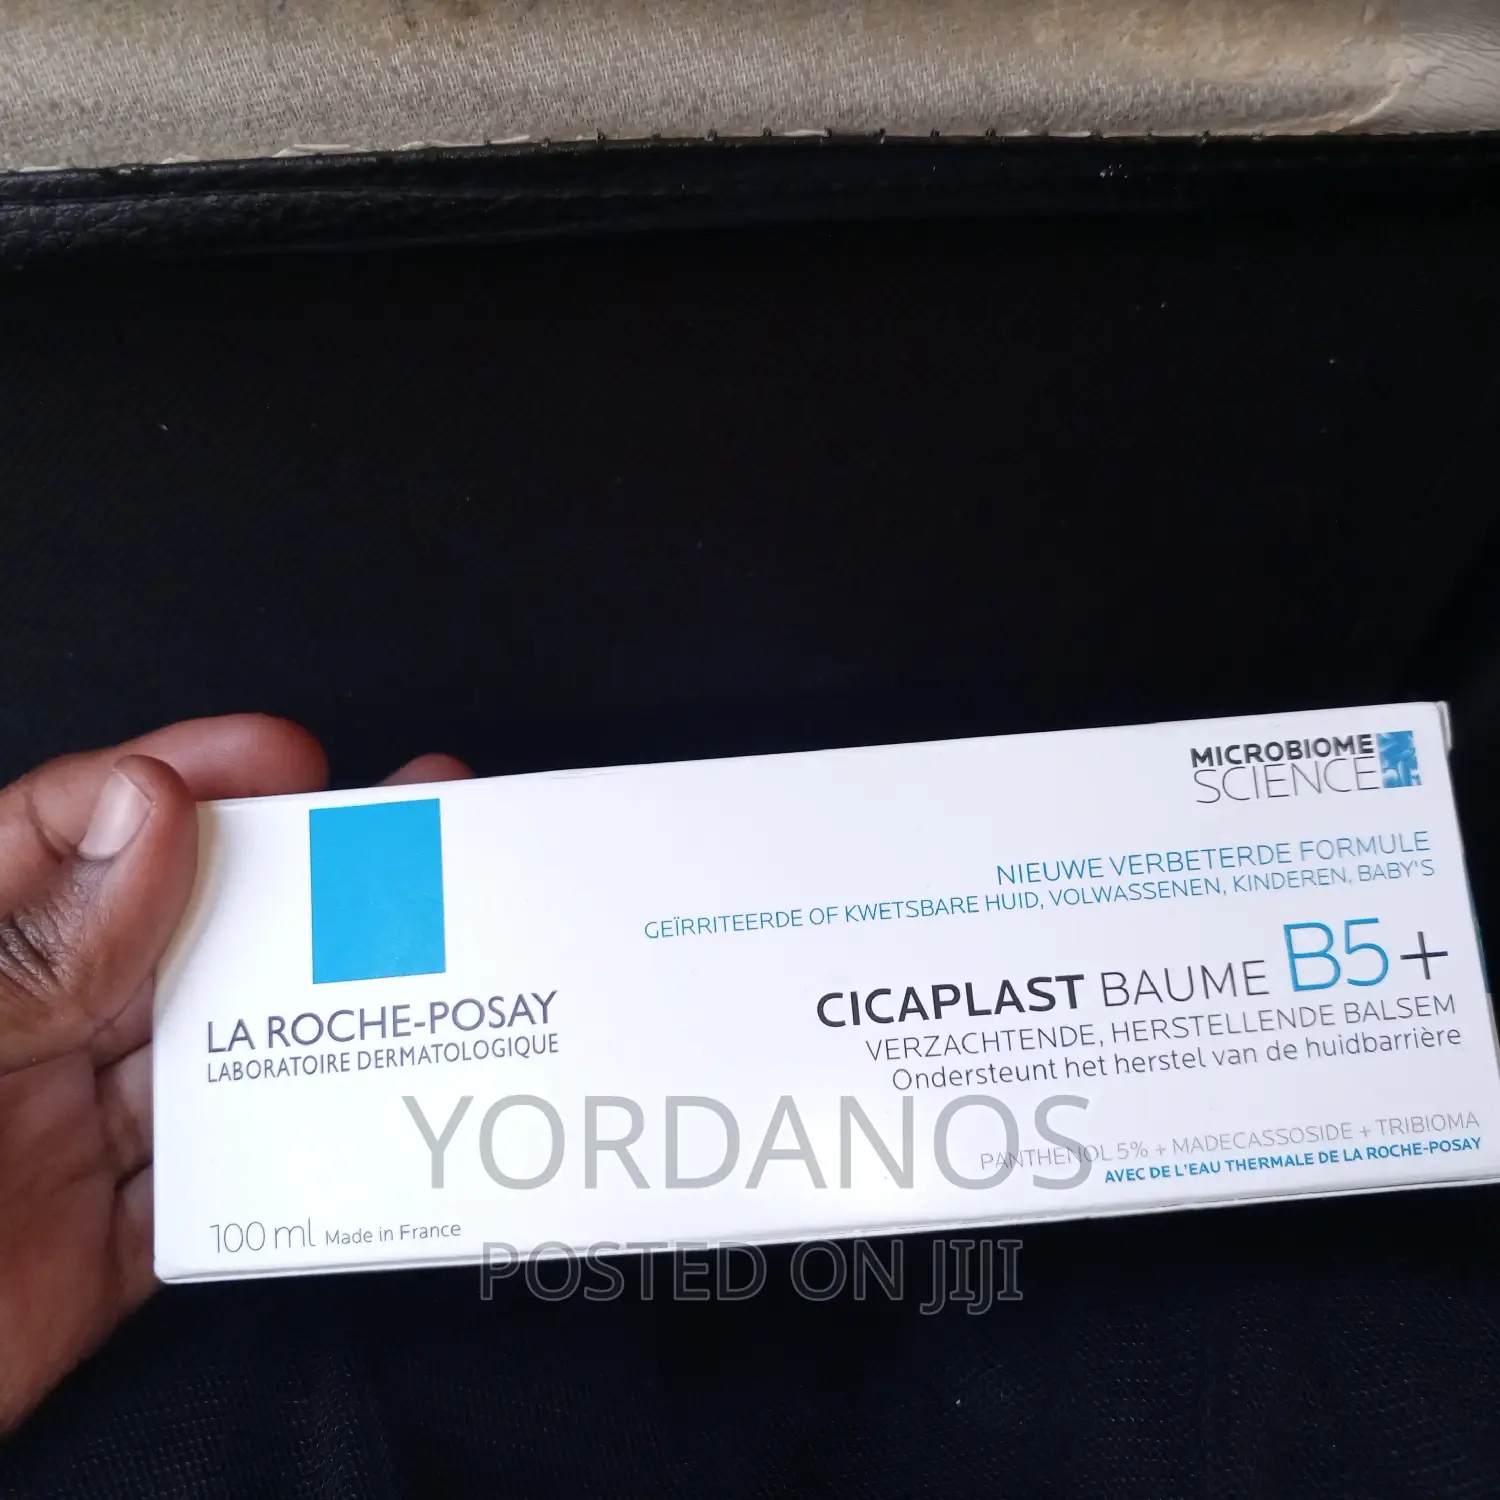 MICROBIOME
SCIENCE
NIEUWE VERBETERDE FORMULE
GEÏRRITEERDE OF KWETSBARE HUID, VOLWASSENEN, KINDEREN, BABY'S
CICAPLAST BAUME B5+
VERZACHTENDE, HERSTELLENDE BALSEM
Ondersteunt het herstel van de huidbarrière
LA ROCHE-POSAY
LABORATOIRE DERMATOLOGIQUE
PANTHENOL 5% + MADECASSOSIDE + TRIBIOMA
AVEC DE L'EAU THERMALE DE LA ROCHE-POSAY
100 ml Made in France
YORDANOS
POSTED ON JIJI